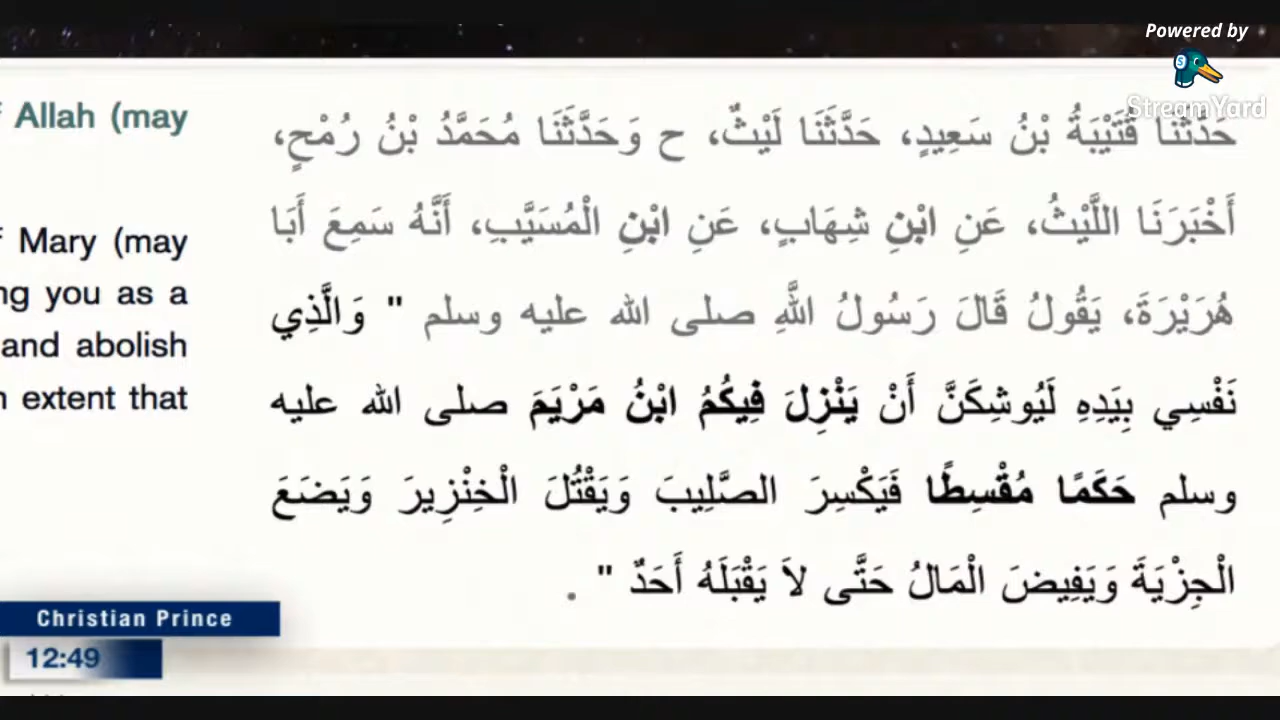 Powered by
StreamYard
f Allah (may
f Mary (may
ng you as a
and abolish
n extent that
حَدَّثَنَا قُتَيْبَةُ بْنُ سَعِيدٍ، حَدَّثَنَا لَيْثٌ، ح وَحَدَّثَنَا مُحَمَّدُ بْنُ رُمْحٍ،
أَخْبَرَنَا اللَّيْثُ، عَنِ ابْنِ شِهَابٍ، عَنِ ابْنِ الْمُسَيَّبِ، أَنَّهُ سَمِعَ أَبَا
هُرَيْرَةَ، يَقُولُ قَالَ رَسُولُ اللَّهِ صلى الله عليه وسلم " وَالَّذِي
نَفْسِي بِيَدِهِ لَيُوشِكَنَّ أَنْ يَنْزِلَ فِيكُمُ ابْنُ مَرْيَمَ صلى الله عليه
وسلم حَكَمًا مُقْسِطًا فَيَكْسِرَ الصَّلِيبَ وَيَقْتُلَ الْخِنْزِيرَ وَيَضَعَ
الْجِزْيَةَ وَيَفِيضَ الْمَالُ حَتَّى لاَ يَقْبَلَهُ أَحَدٌ " .
Christian Prince
12:49